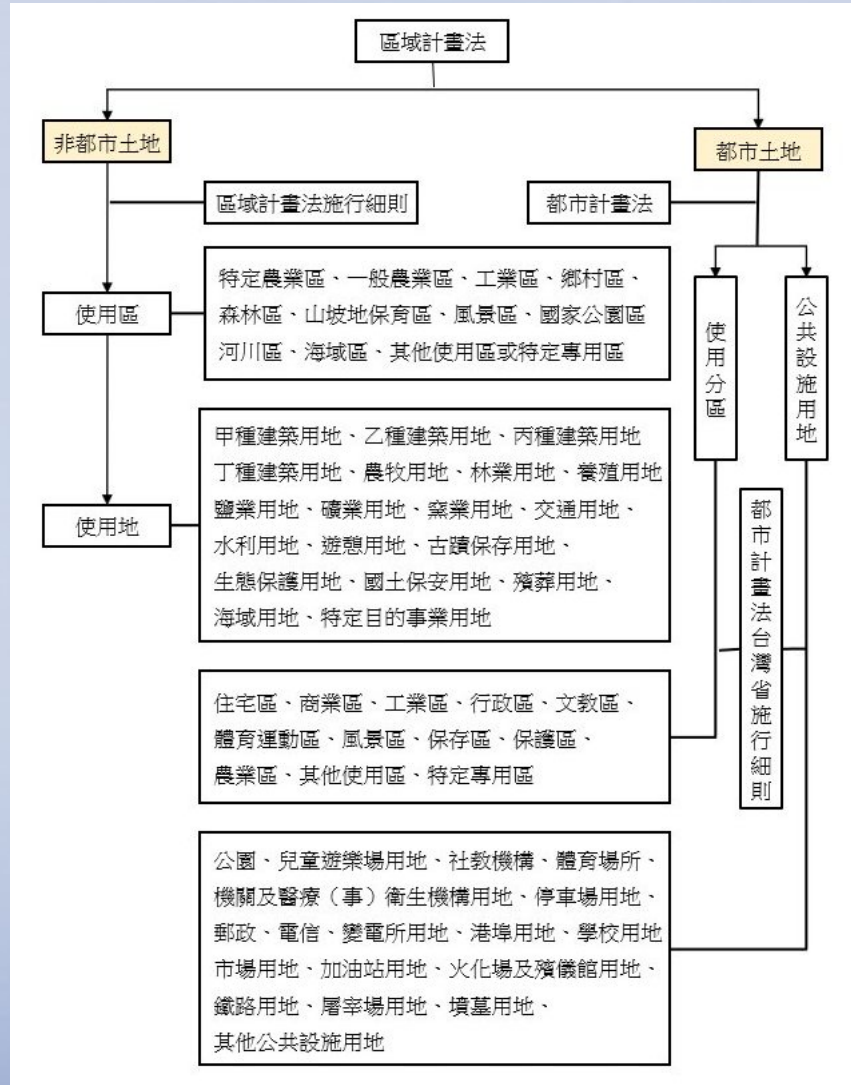 區域計畫法
非都市土地
都市土地
區域計畫法施行細則
都市計畫法
使用區
特定農業區、一般農業區、工業區、鄉村區、
森林區、山坡地保育區、風景區、國家公園區
河川區、海域區、其他使用區或特定專用區
使用分區
公共設施用地
使用地
甲種建築用地、乙種建築用地、丙種建築用地
丁種建築用地、農牧用地、林業用地、養殖用地
鹽業用地、礦業用地、窯業用地、交通用地、
水利用地、遊憩用地、古蹟保存用地、
生態保護用地、國土保安用地、殯葬用地、
海域用地、特定目的事業用地
都市計畫法台灣省施行細則
住宅區、商業區、工業區、行政區、文教區、
體育運動區、風景區、保存區、保護區、
農業區、其他使用區、特定專用區
公園、兒童遊樂場用地、社教機構、體育場所、
機關及醫療（事）衛生機構用地、停車場用地、
郵政、電信、變電所用地、港埠用地、學校用地
市場用地、加油站用地、火化場及殯儀館用地、
鐵路用地、屠宰場用地、墳墓用地、
其他公共設施用地